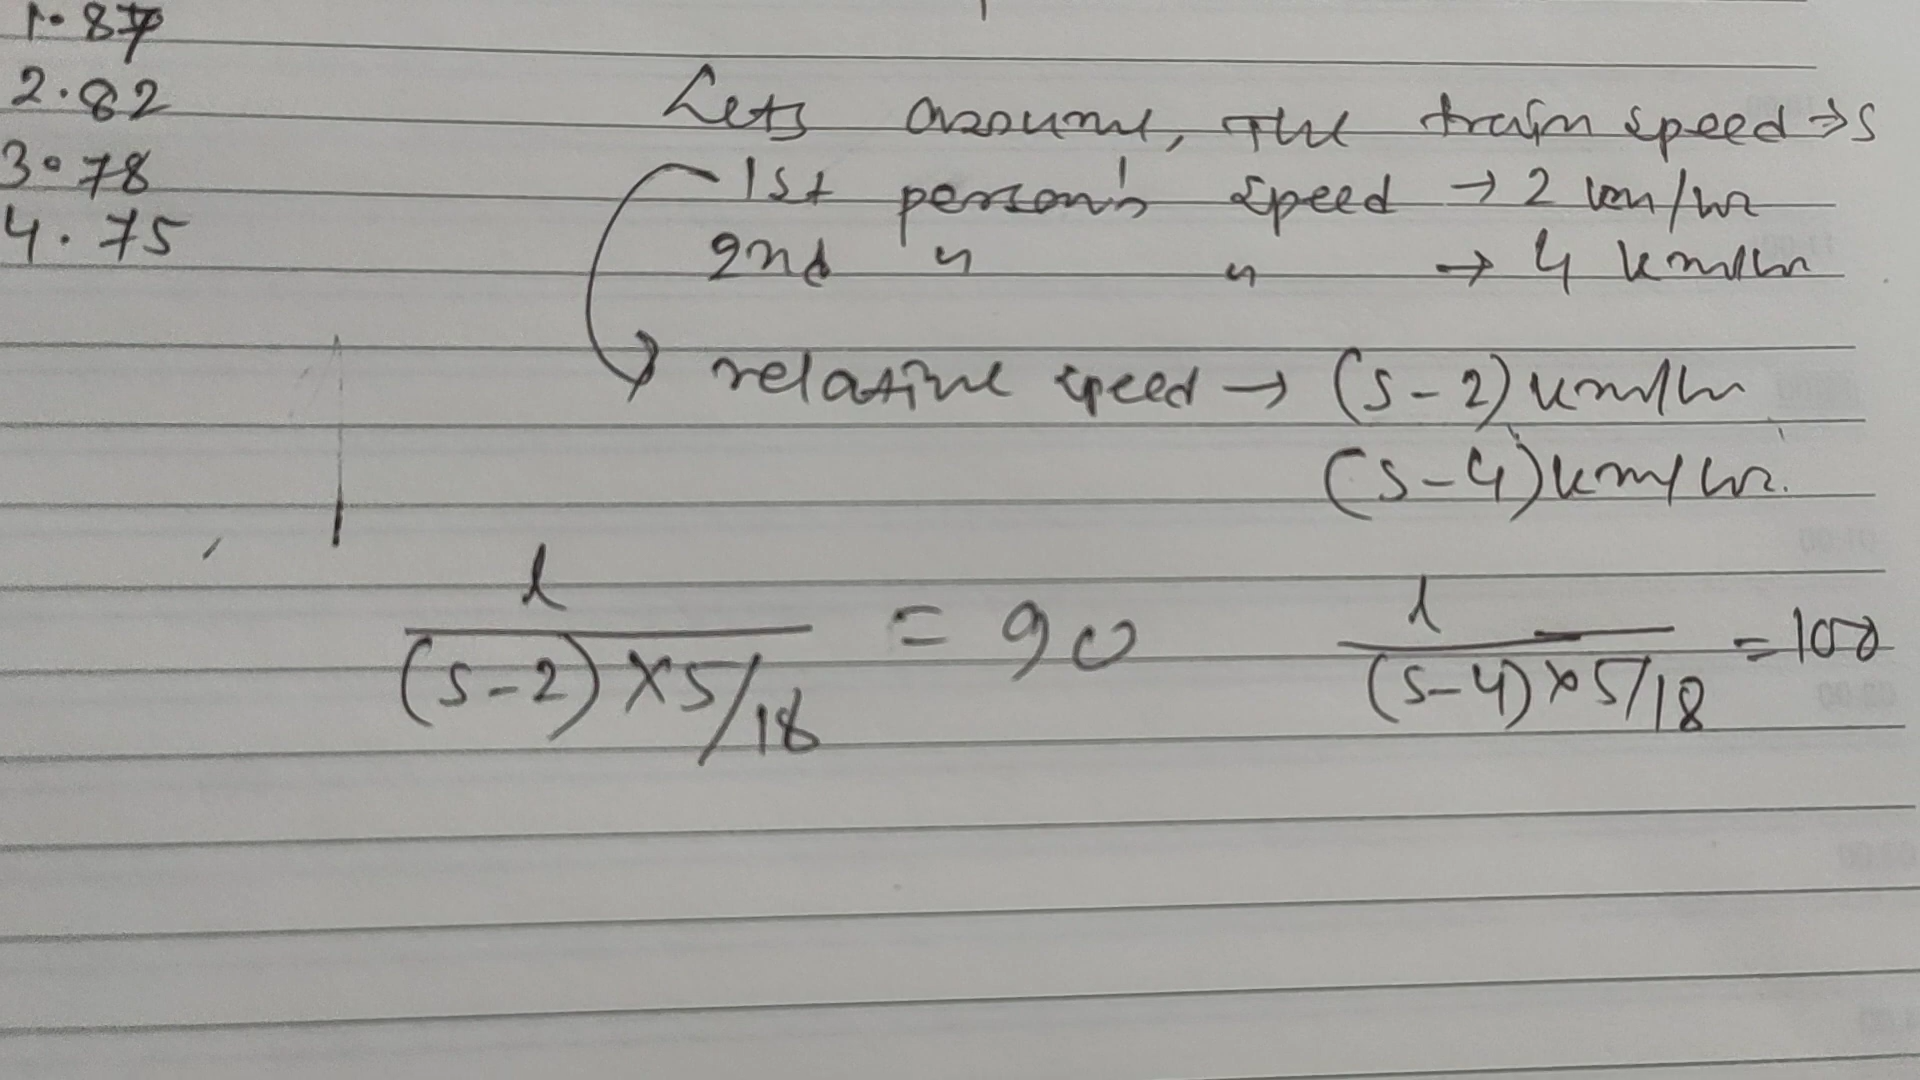 1. 87
2. 82
3. 78
4. 75
Lets assume, The train speed → s
1st person's speed → 2 km/hr
2nd " " → 4 km/hr
relative speed → (s-2) km/hr
(s-4) km/hr.
l/((s-2)×5/18) = 90 l/((s-4)×5/18) = 100